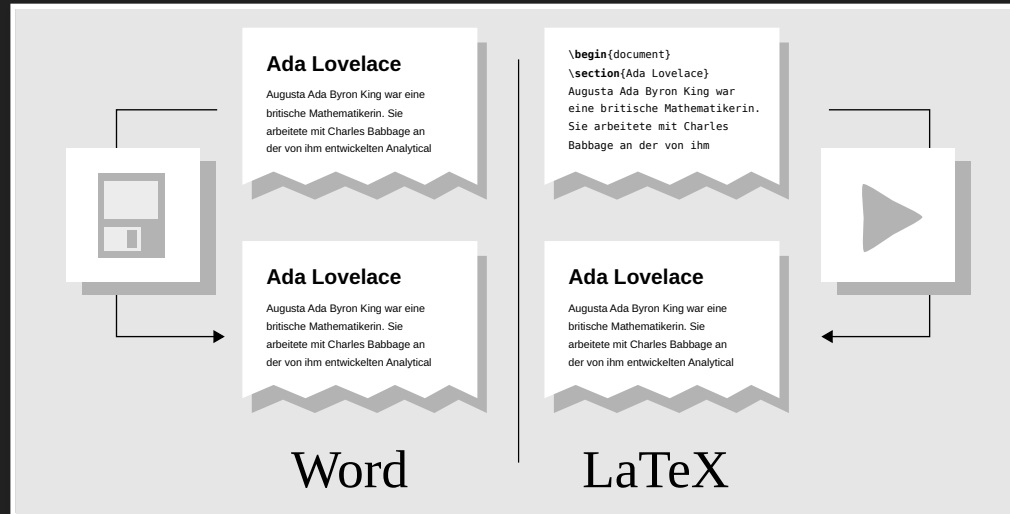 Ada Lovelace
Augusta Ada Byron King war eine
britische Mathematikerin. Sie
arbeitete mit Charles Babbage an
der von ihm entwickelten Analytical
Ada Lovelace
Augusta Ada Byron King war eine
britische Mathematikerin. Sie
arbeitete mit Charles Babbage an
der von ihm entwickelten Analytical
Word
\begin{document}
\section{Ada Lovelace}
Augusta Ada Byron King war
eine britische Mathematikerin.
Sie arbeitete mit Charles
Babbage an der von ihm
Ada Lovelace
Augusta Ada Byron King war eine
britische Mathematikerin. Sie
arbeitete mit Charles Babbage an
der von ihm entwickelten Analytical
LaTeX